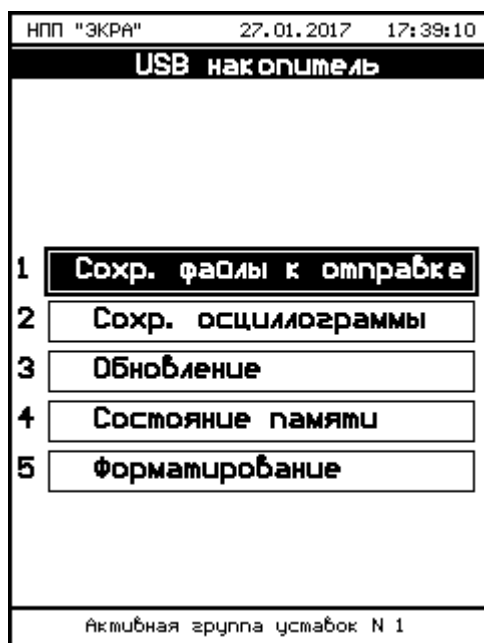 НПП "ЭКРА" 27.01.2017 17:39:10
USB накопитель
1 Сохр. файлы к отправке
2 Сохр. осциллограммы
3 Обновление
4 Состояние памяти
5 Форматирование
Активная группа уставок N 1